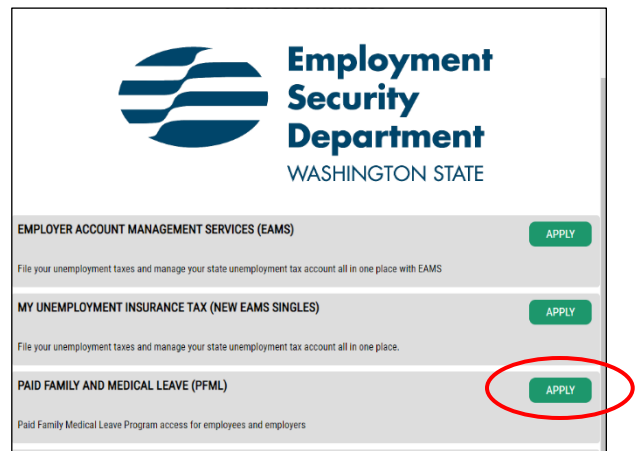 Employment
Security
Department
WASHINGTON STATE
EMPLOYER ACCOUNT MANAGEMENT SERVICES (EAMS)
APPLY
File your unemployment taxes and manage your state unemployment tax account all in one place with EAMS
MY UNEMPLOYMENT INSURANCE TAX (NEW EAMS SINGLES)
APPLY
File your unemployment taxes and manage your state unemployment tax account all in one place.
PAID FAMILY AND MEDICAL LEAVE (PFML)
APPLY
Paid Family Medical Leave Program access for employees and employers